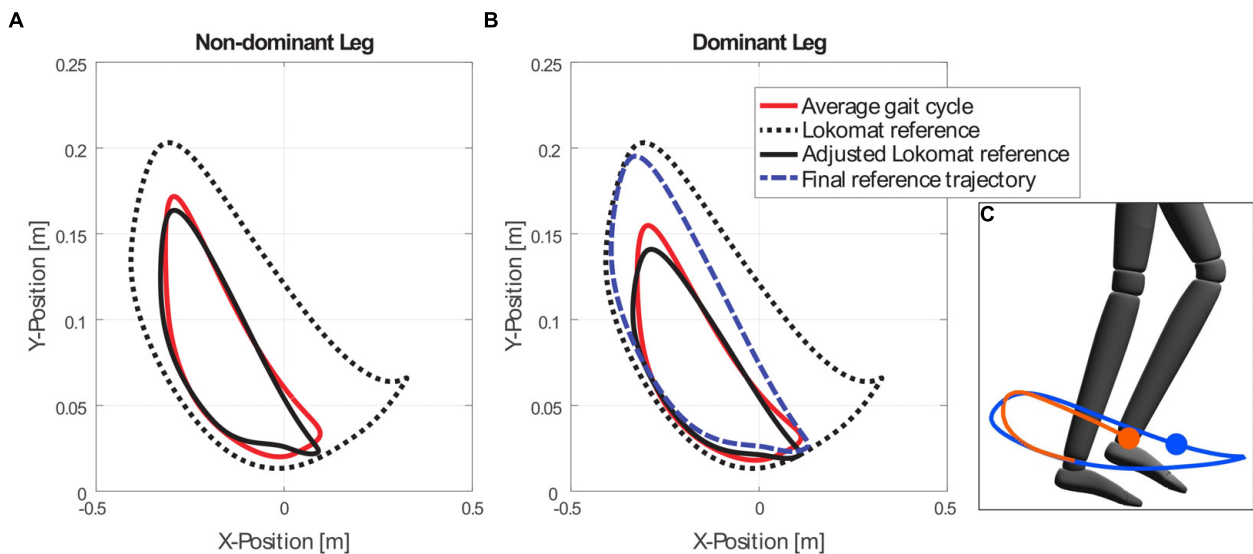 A
Non-dominant Leg
0.25
0.2
0.15
0.1
0.05
0
-0.5
0
0.5
Y-Position [m]
X-Position [m]
B
Dominant Leg
0.25
0.2
0.15
0.1
0.05
0
-0.5
0
0.5
Y-Position [m]
X-Position [m]
Average gait cycle
Lokomat reference
Adjusted Lokomat reference
Final reference trajectory
C